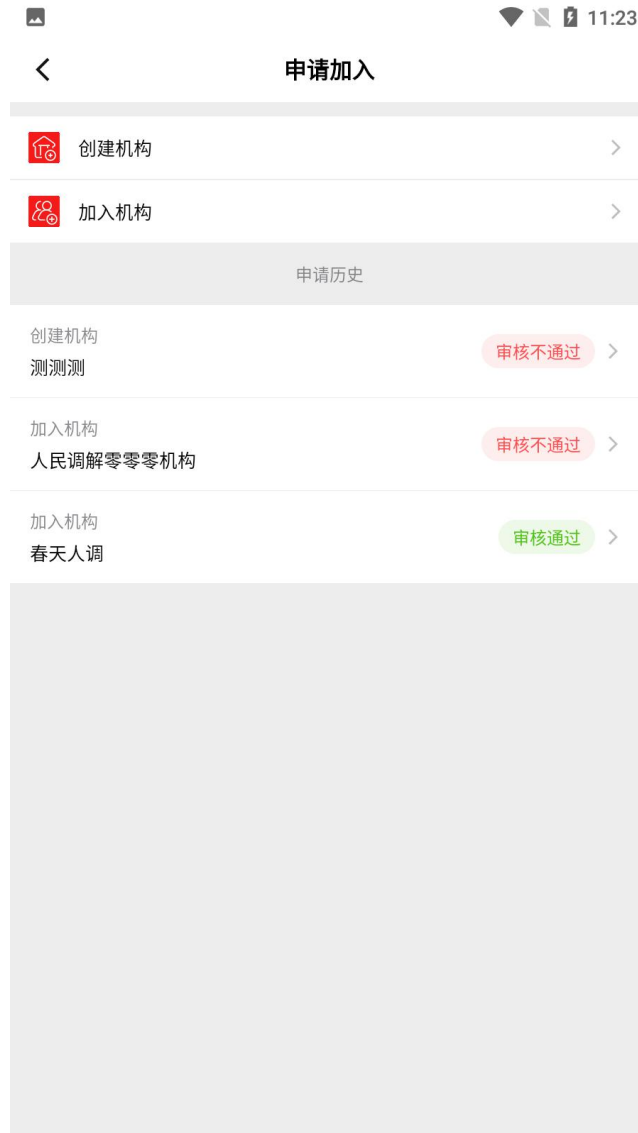 11:23
申请加入
创建机构
加入机构
申请历史
创建机构
测测测
审核不通过
加入机构
人民调解零零零机构
审核不通过
加入机构
春天人调
审核通过